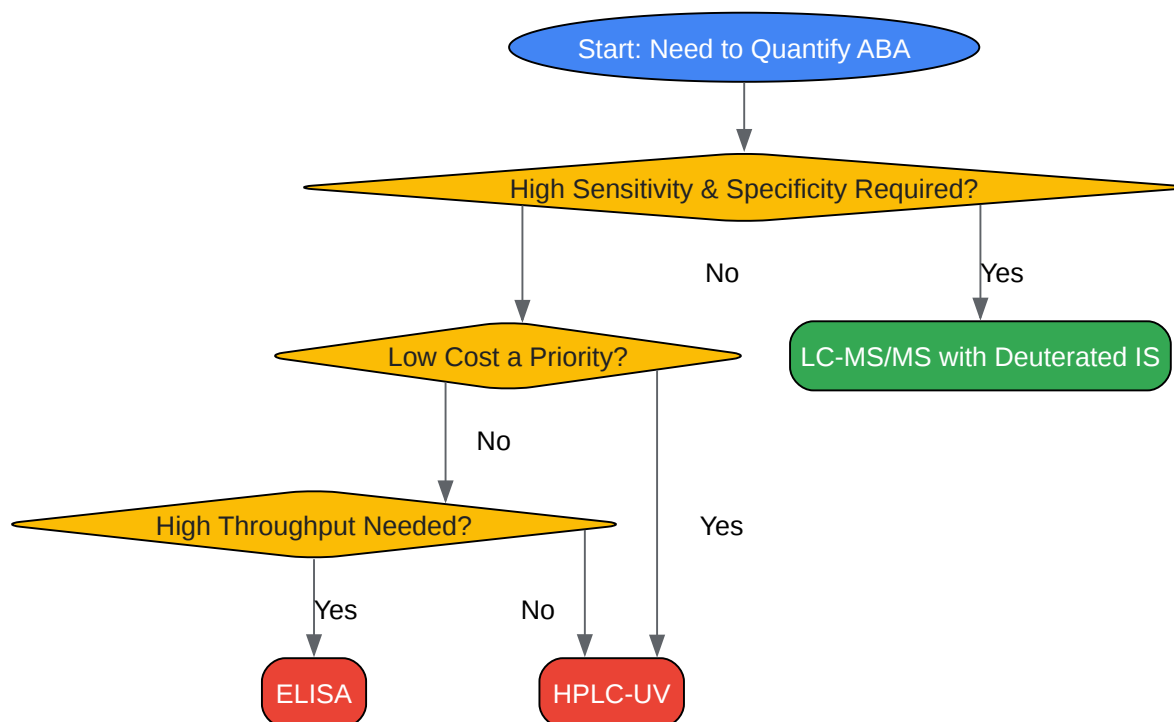 Start: Need to Quantify ABA
High Sensitivity & Specificity Required?
No
Yes
Low Cost a Priority?
LC-MS/MS with Deuterated IS
No
High Throughput Needed?
Yes
Yes
No
ELISA
HPLC-UV